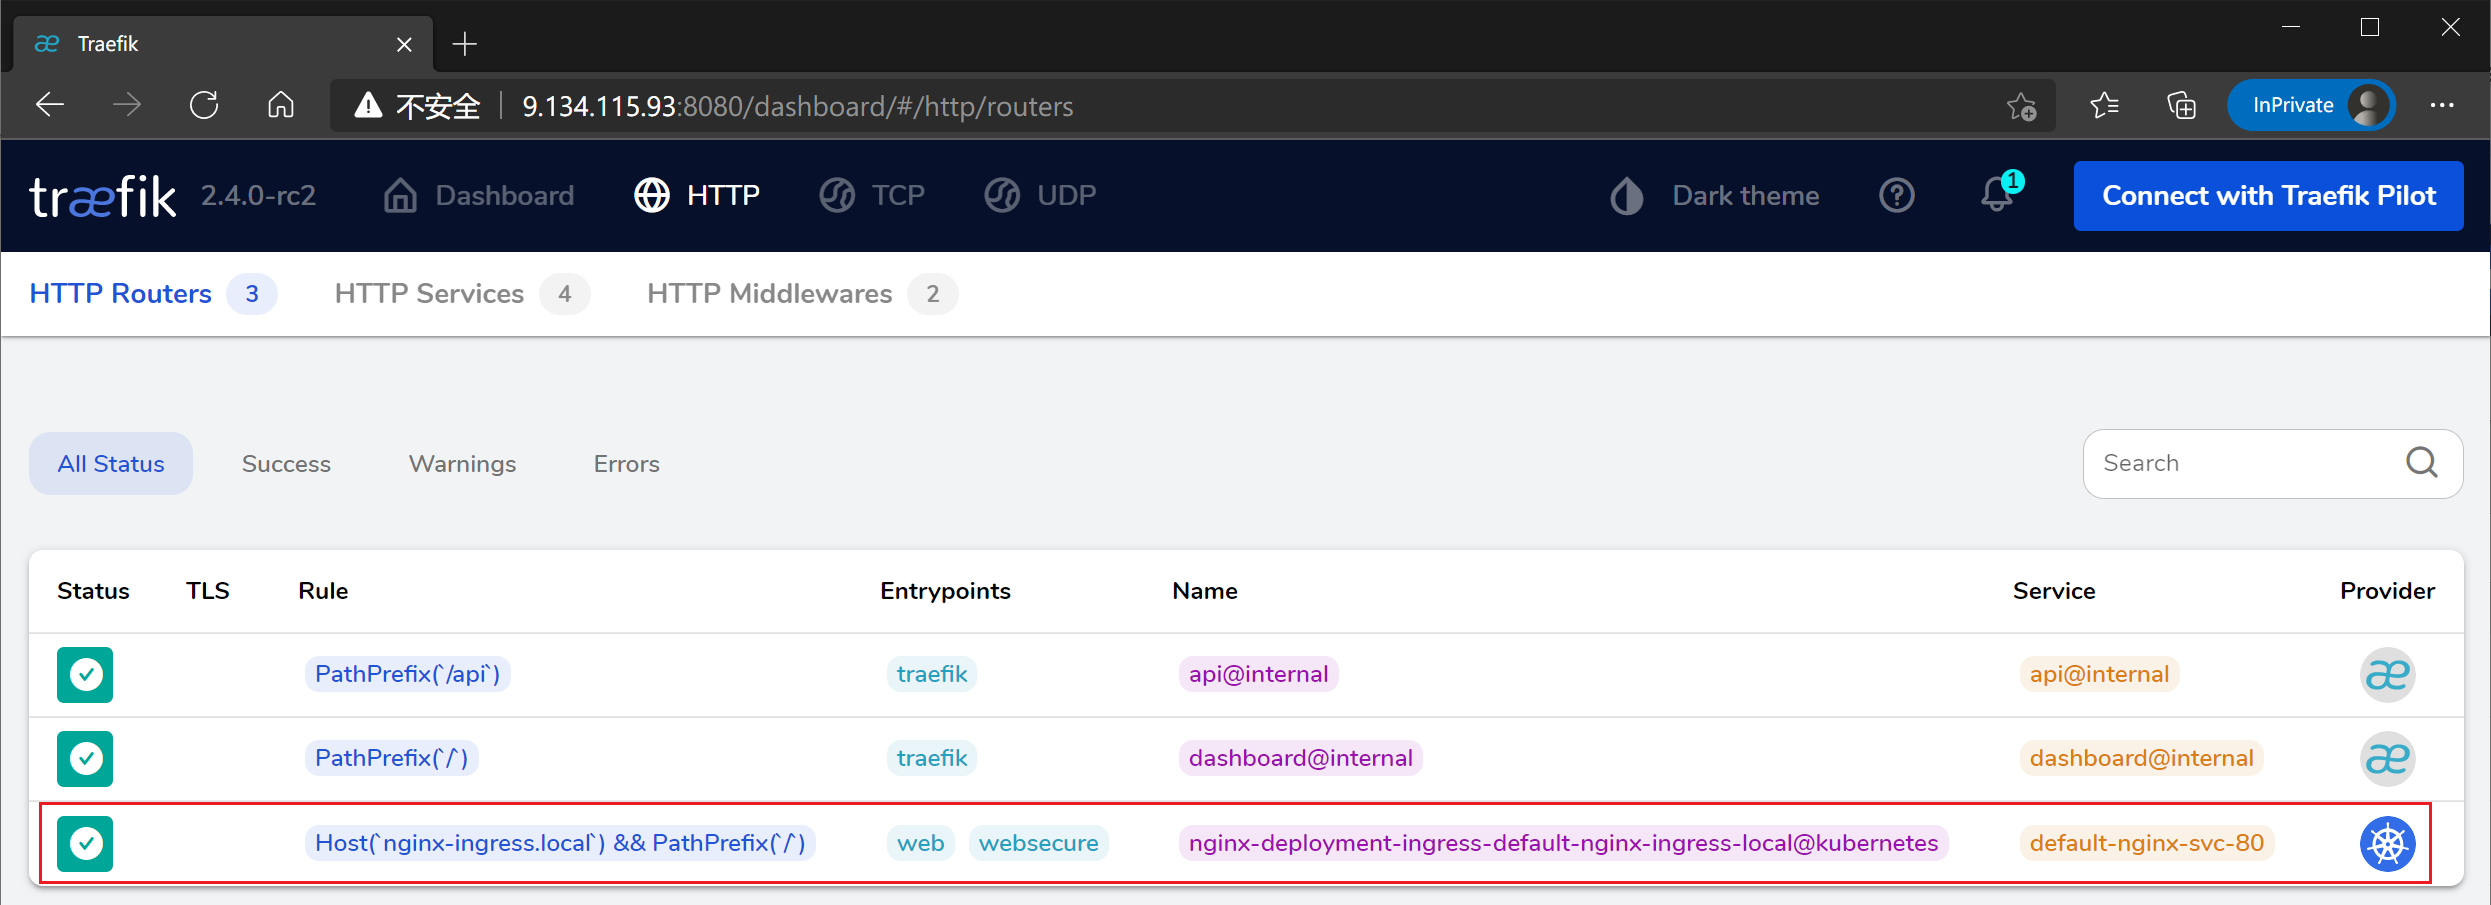 Traefik
不安全 9.134.115.93:8080/dashboard/#/http/routers InPrivate
træfik 2.4.0-rc2 Dashboard HTTP TCP UDP Dark theme 1 Connect with Traefik Pilot
HTTP Routers 3 HTTP Services 4 HTTP Middlewares 2
All Status Success Warnings Errors Search
Status TLS Rule Entrypoints Name Service Provider
PathPrefix(`/api`) traefik api@internal api@internal
PathPrefix(`/`) traefik dashboard@internal dashboard@internal
Host(`nginx-ingress.local`) && PathPrefix(`/`) web websecure nginx-deployment-ingress-default-nginx-ingress-local@kubernetes default-nginx-svc-80